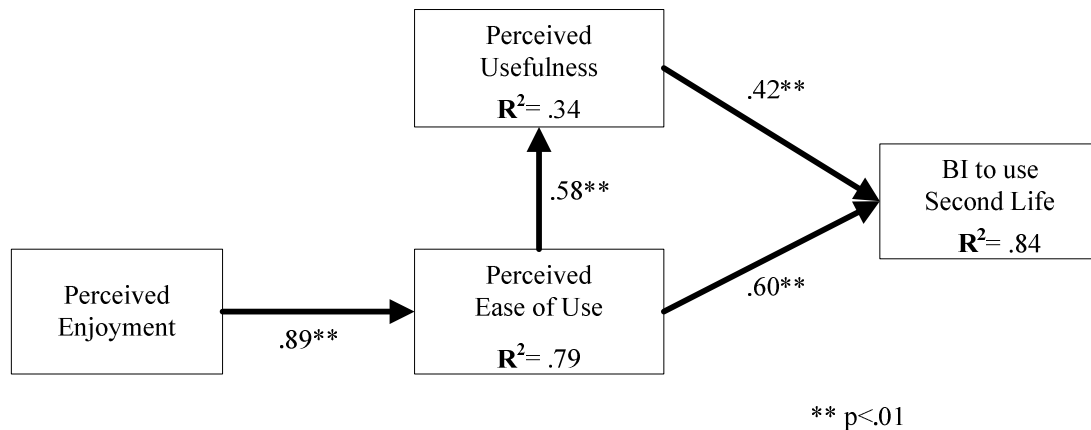 Perceived
Usefulness
R²= .34
.42**
BI to use
Second Life
R²= .84
.58**
Perceived
Enjoyment
.89**
Perceived
Ease of Use
R²= .79
.60**
** p<.01